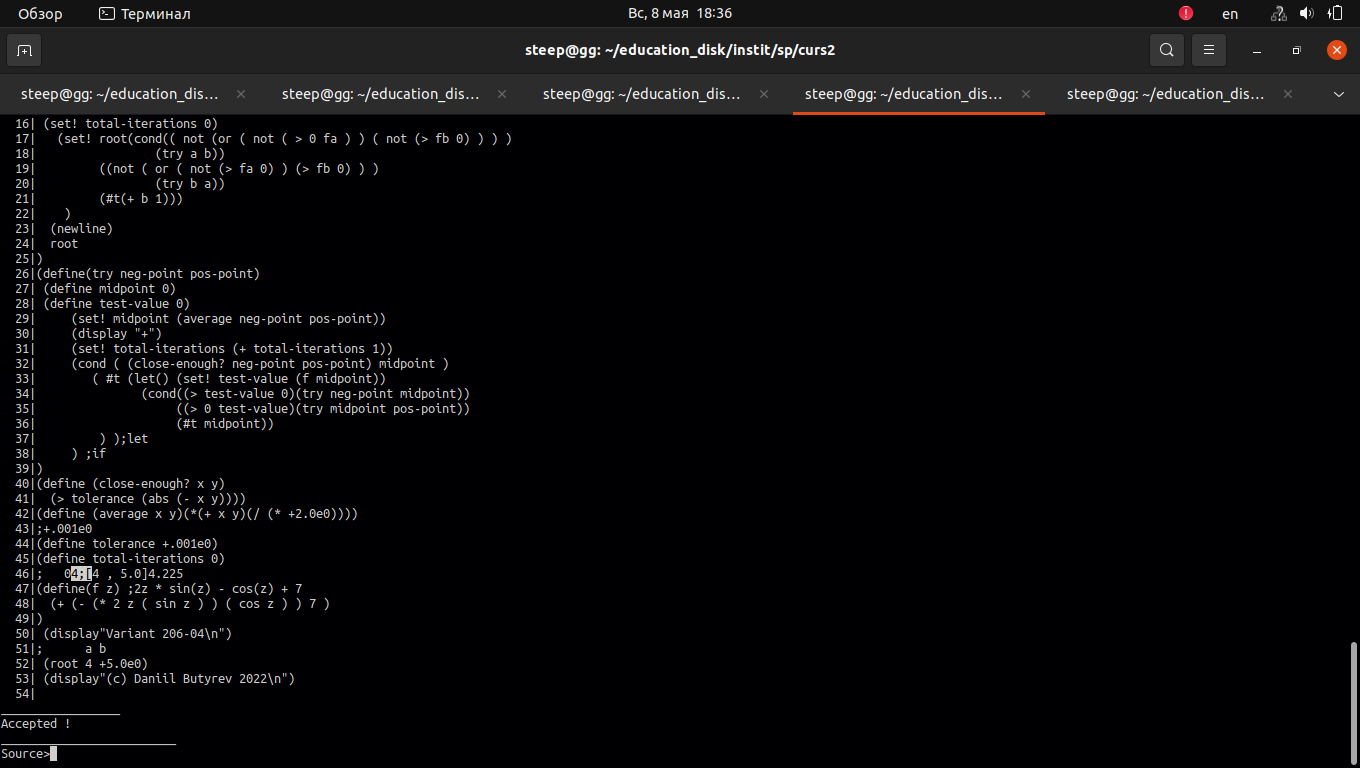 Обзор Терминал Вс, 8 мая 18:36 en
steep@gg: ~/education_disk/instit/sp/curs2
steep@gg: ~/education_dis... steep@gg: ~/education_dis... steep@gg: ~/education_dis... steep@gg: ~/education_dis... steep@gg: ~/education_dis...
16| (set! total-iterations 0)
17|   (set! root(cond(( not (or ( not ( > 0 fa ) ) ( not (> fb 0) ) ) )
18|                 (try a b))
19|         ((not ( or ( not (> fa 0) ) (> fb 0) ) )
20|                 (try b a))
21|         (#t(+ b 1)))
22|    )
23|  (newline)
24|  root
25|)
26|(define(try neg-point pos-point)
27| (define midpoint 0)
28| (define test-value 0)
29|     (set! midpoint (average neg-point pos-point))
30|     (display "+")
31|     (set! total-iterations (+ total-iterations 1))
32|     (cond ( (close-enough? neg-point pos-point) midpoint )
33|        ( #t (let() (set! test-value (f midpoint))
34|               (cond((> test-value 0)(try neg-point midpoint))
35|                    ((> 0 test-value)(try midpoint pos-point))
36|                    (#t midpoint))
37|         ) );let
38|     ) ;if
39|)
40|(define (close-enough? x y)
41|  (> tolerance (abs (- x y))))
42|(define (average x y)(*(+ x y)(/ (* +2.0e0))))
43|;+.001e0
44|(define tolerance +.001e0)
45|(define total-iterations 0)
46|;   04;[4 , 5.0]4.225
47|(define(f z) ;2z * sin(z) - cos(z) + 7
48|  (+ (- (* 2 z ( sin z ) ) ( cos z ) ) 7 )
49|)
50| (display"Variant 206-04\n")
51|;      a b
52| (root 4 +5.0e0)
53| (display"(c) Daniil Butyrev 2022\n")
54|
Accepted !
Source>